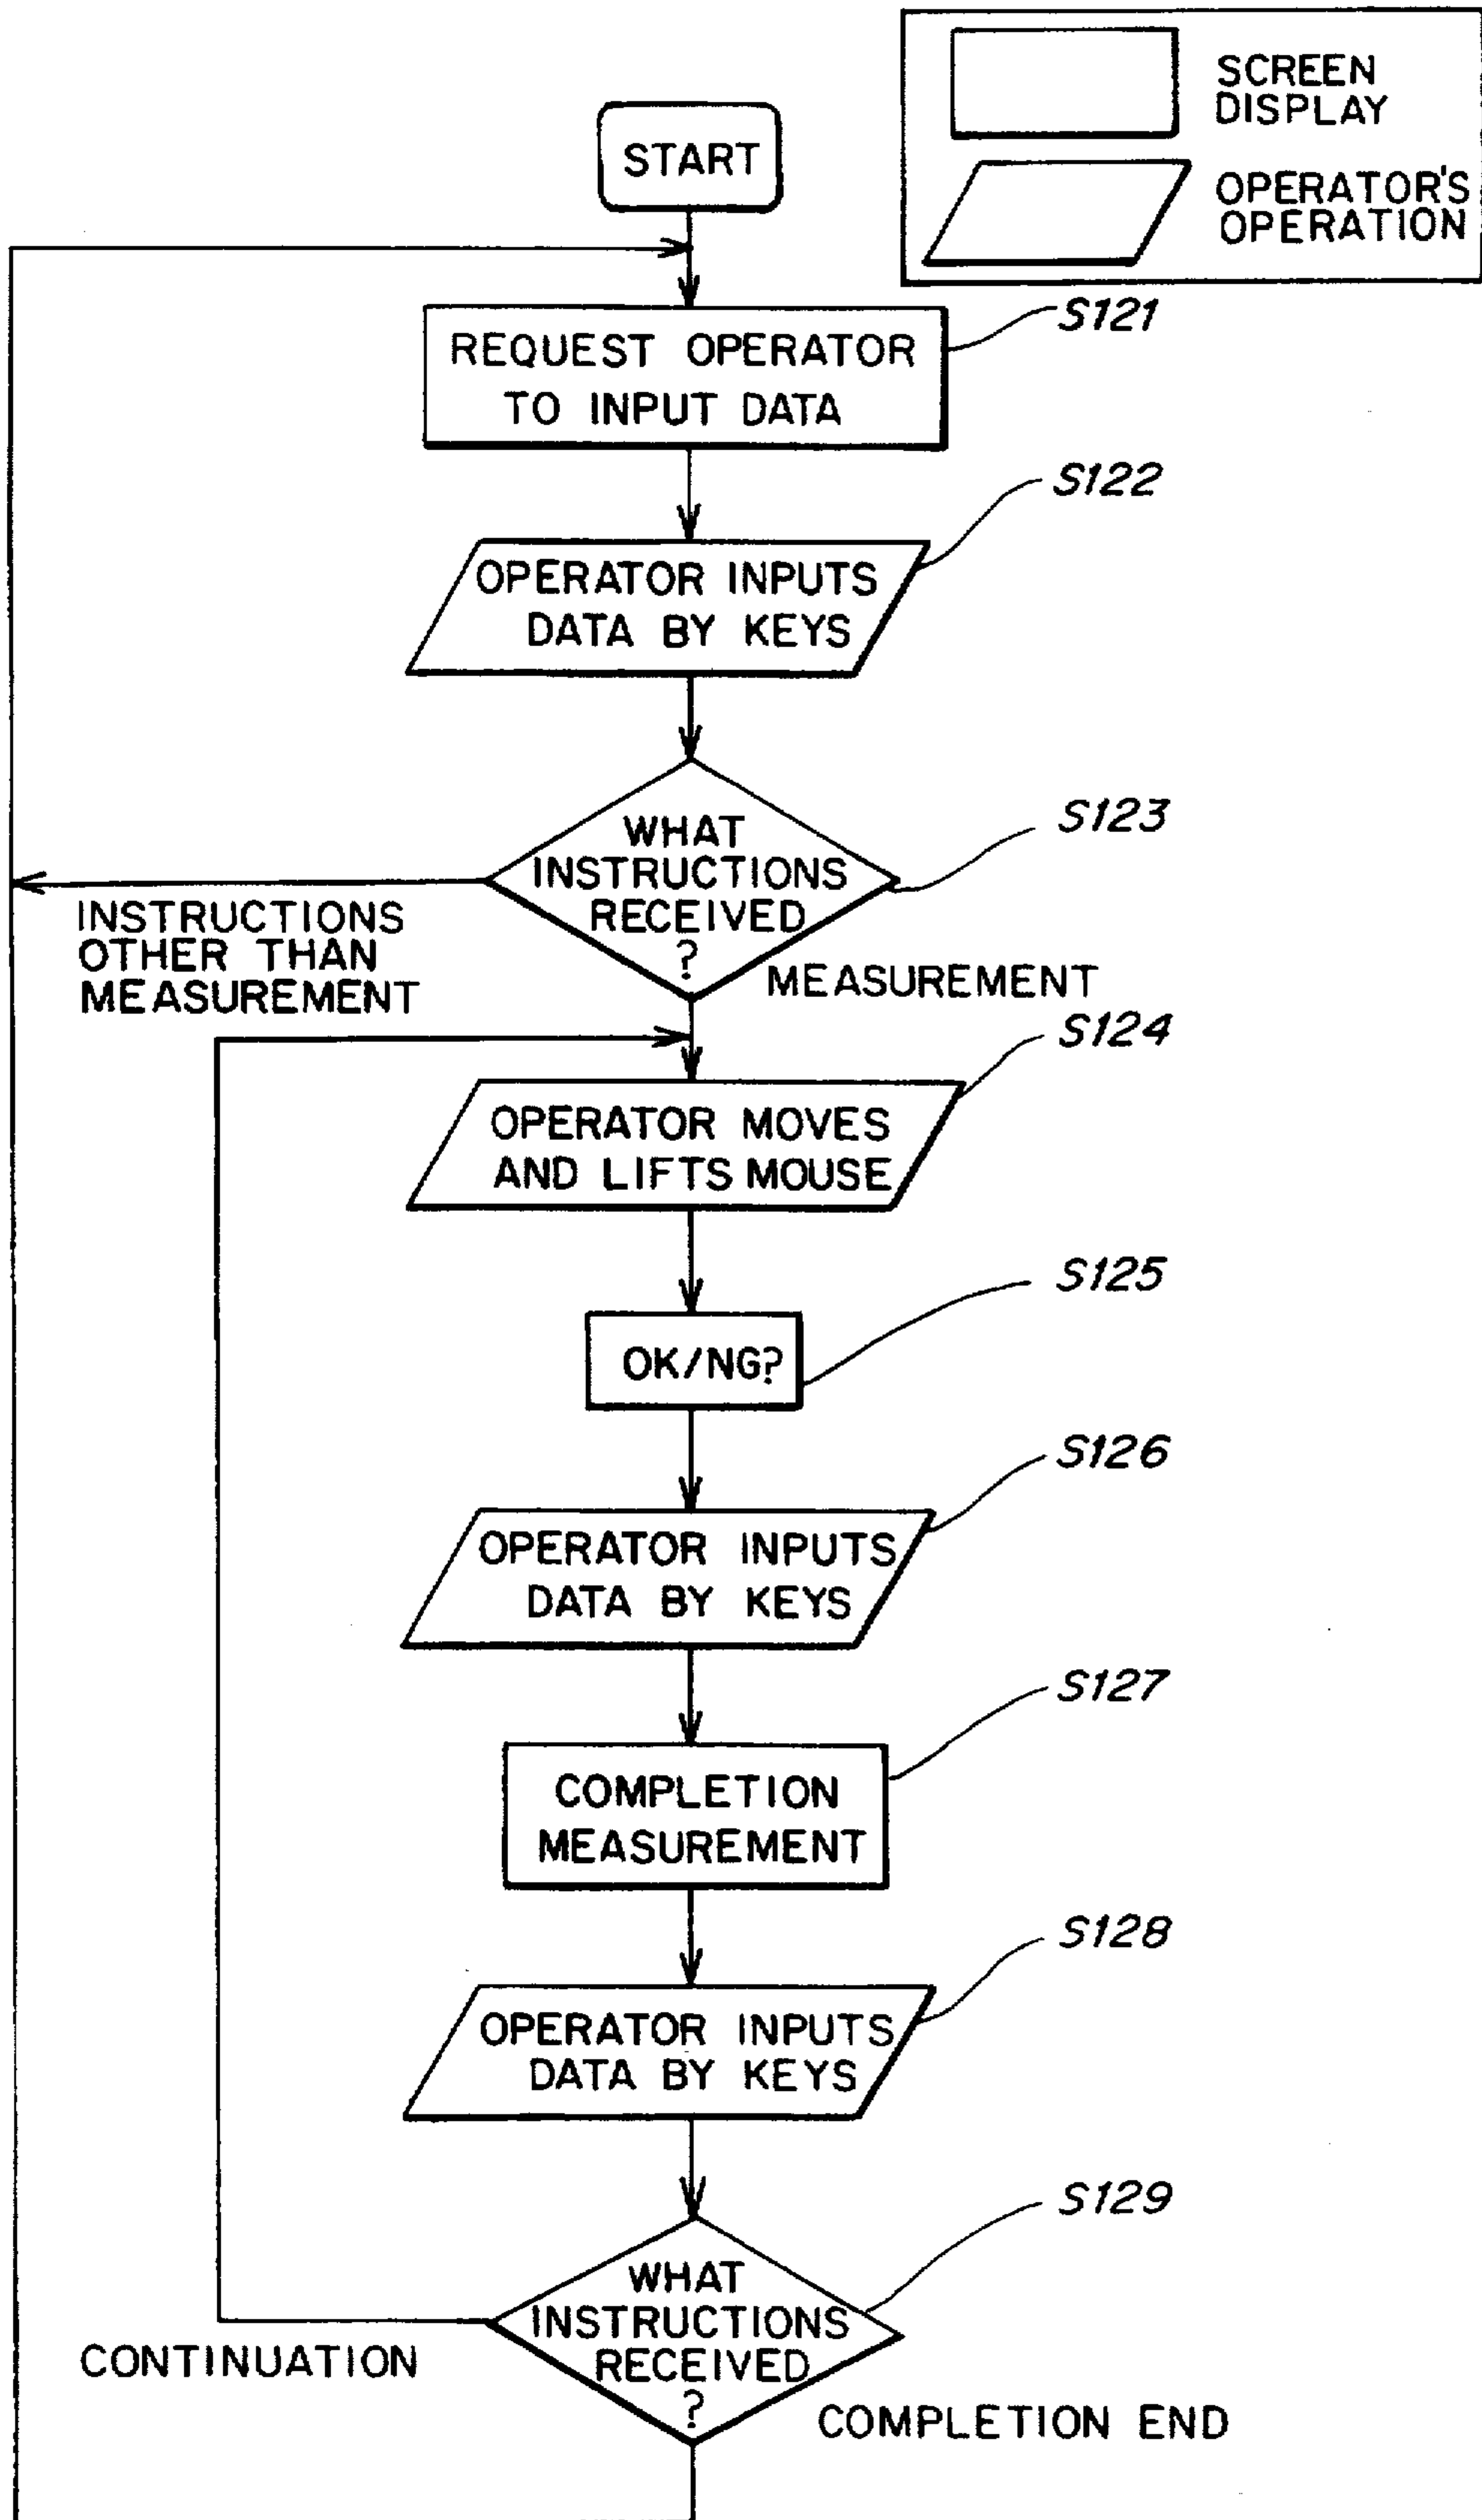 SCREEN
DISPLAY
OPERATOR'S
OPERATION
START
S121
REQUEST OPERATOR
TO INPUT DATA
S122
OPERATOR INPUTS
DATA BY KEYS
S123
WHAT
INSTRUCTIONS
RECEIVED
?
INSTRUCTIONS
OTHER THAN
MEASUREMENT
MEASUREMENT
S124
OPERATOR MOVES
AND LIFTS MOUSE
S125
OK/NG?
S126
OPERATOR INPUTS
DATA BY KEYS
S127
COMPLETION
MEASUREMENT
S128
OPERATOR INPUTS
DATA BY KEYS
S129
WHAT
INSTRUCTIONS
RECEIVED
?
CONTINUATION
COMPLETION END